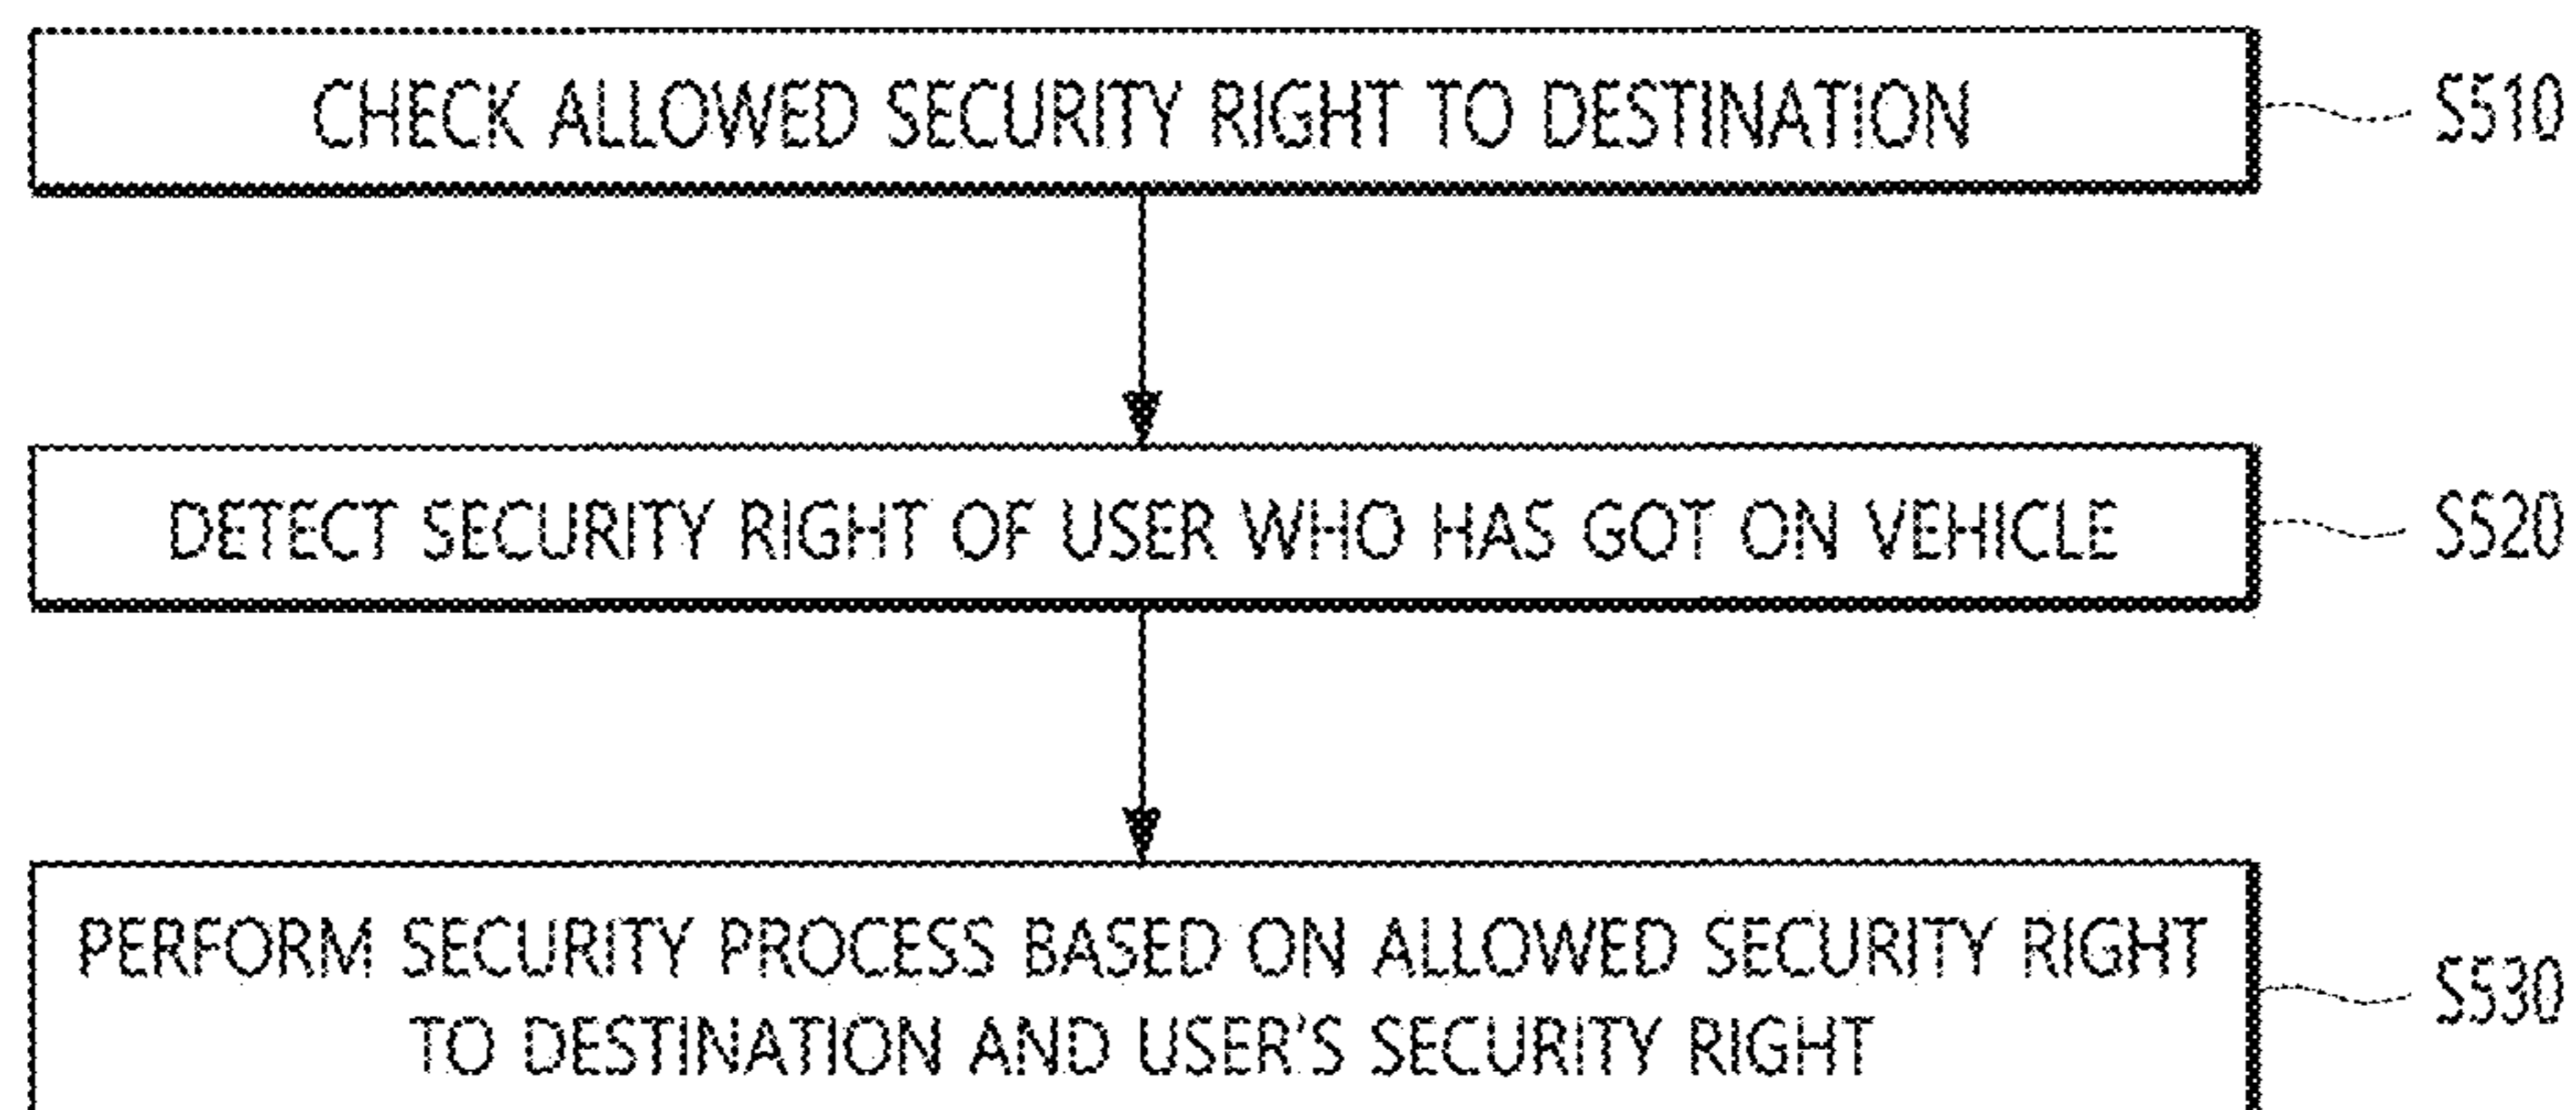 CHECK ALLOWED SECURITY RIGHT TO DESTINATION
S510
DETECT SECURITY RIGHT OF USER WHO HAS GOT ON VEHICLE
S520
PERFORM SECURITY PROCESS BASED ON ALLOWED SECURITY RIGHT
TO DESTINATION AND USER'S SECURITY RIGHT
S530